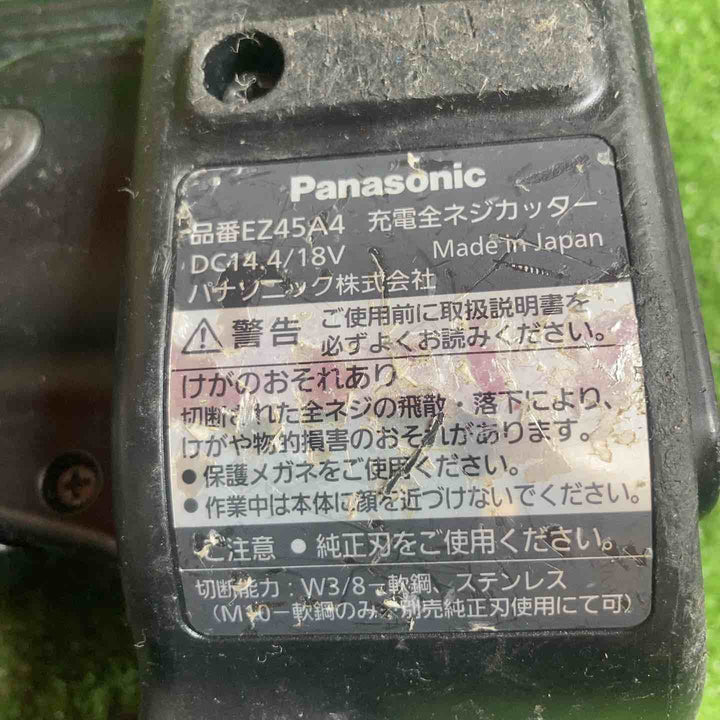 Panasonic
品番EZ45A4 充電全ネジカッター
DC14.4/18V Made in Japan
パナソニック株式会社
警告 ご使用前に取扱説明書を
必ずよくお読みください。
けがのおそれあり
切断された全ネジの飛散・落下により、
けがや物的損害のおそれがあります。
●保護メガネをご使用ください。
●作業中は本体に顔を近づけないでください。
ご注意 ●純正刃をご使用ください。
切断能力:W3/8ー軟鋼、ステンレス
(M10ー軟鋼のみ:別売純正刃使用にて可)